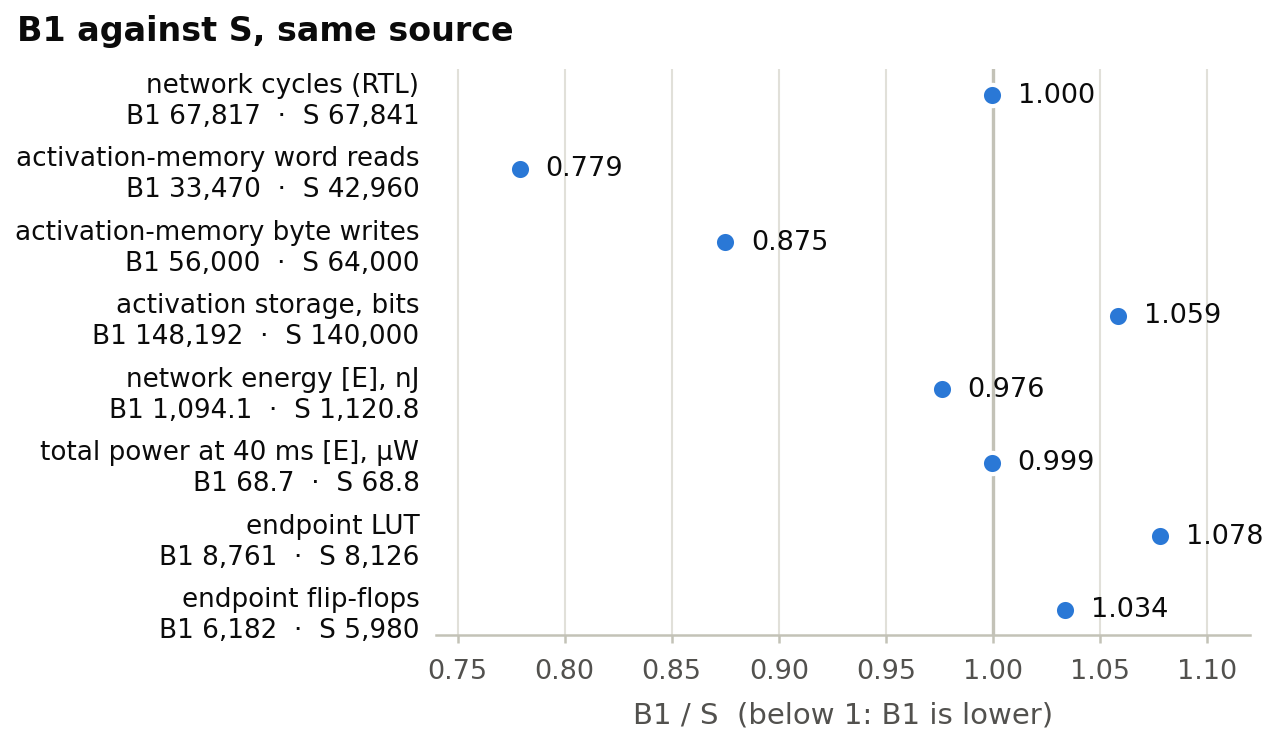 B1 against S, same source
network cycles (RTL)
B1 67,817 · S 67,841
1.000
activation-memory word reads
B1 33,470 · S 42,960
0.779
activation-memory byte writes
B1 56,000 · S 64,000
0.875
activation storage, bits
B1 148,192 · S 140,000
1.059
network energy [E], nJ
B1 1,094.1 · S 1,120.8
0.976
total power at 40 ms [E], µW
B1 68.7 · S 68.8
0.999
endpoint LUT
B1 8,761 · S 8,126
1.078
endpoint flip-flops
B1 6,182 · S 5,980
1.034
0.75 0.80 0.85 0.90 0.95 1.00 1.05 1.10
B1 / S (below 1: B1 is lower)